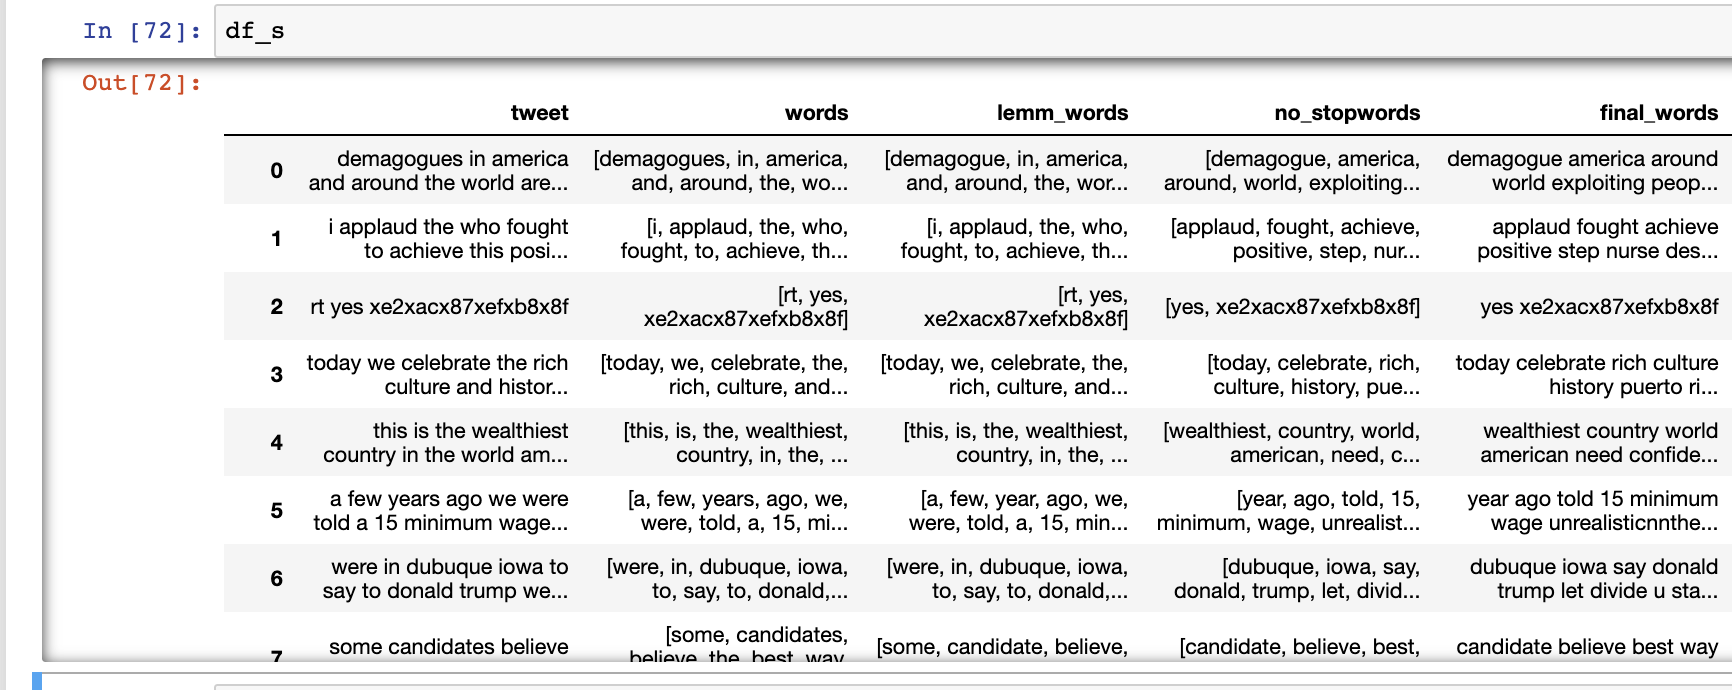 In [72]: df_s
Out[72]:
tweet words lemm_words no_stopwords final_words
0 demagogues in america and around the world are... [demagogues, in, america, and, around, the, wo... [demagogue, in, america, and, around, the, wor... [demagogue, america, around, world, exploiting... demagogue america around world exploiting peop...
1 i applaud the who fought to achieve this posi... [i, applaud, the, who, fought, to, achieve, th... [i, applaud, the, who, fought, to, achieve, th... [applaud, fought, achieve, positive, step, nur... applaud fought achieve positive step nurse des...
2 rt yes xe2xacx87xefxb8x8f [rt, yes, xe2xacx87xefxb8x8f] [rt, yes, xe2xacx87xefxb8x8f] [yes, xe2xacx87xefxb8x8f] yes xe2xacx87xefxb8x8f
3 today we celebrate the rich culture and histor... [today, we, celebrate, the, rich, culture, and... [today, we, celebrate, the, rich, culture, and... [today, celebrate, rich, culture, history, pue... today celebrate rich culture history puerto ri...
4 this is the wealthiest country in the world am... [this, is, the, wealthiest, country, in, the, ... [this, is, the, wealthiest, country, in, the, ... [wealthiest, country, world, american, need, c... wealthiest country world american need confide...
5 a few years ago we were told a 15 minimum wage... [a, few, years, ago, we, were, told, a, 15, mi... [a, few, year, ago, we, were, told, a, 15, min... [year, ago, told, 15, minimum, wage, unrealist... year ago told 15 minimum wage unrealisticnnthe...
6 were in dubuque iowa to say to donald trump we... [were, in, dubuque, iowa, to, say, to, donald,... [were, in, dubuque, iowa, to, say, to, donald,... [dubuque, iowa, say, donald, trump, let, divid... dubuque iowa say donald trump let divide u sta...
7 some candidates believe [some, candidates, believe, the, best, way, [some, candidate, believe, [candidate, believe, best, candidate believe best way